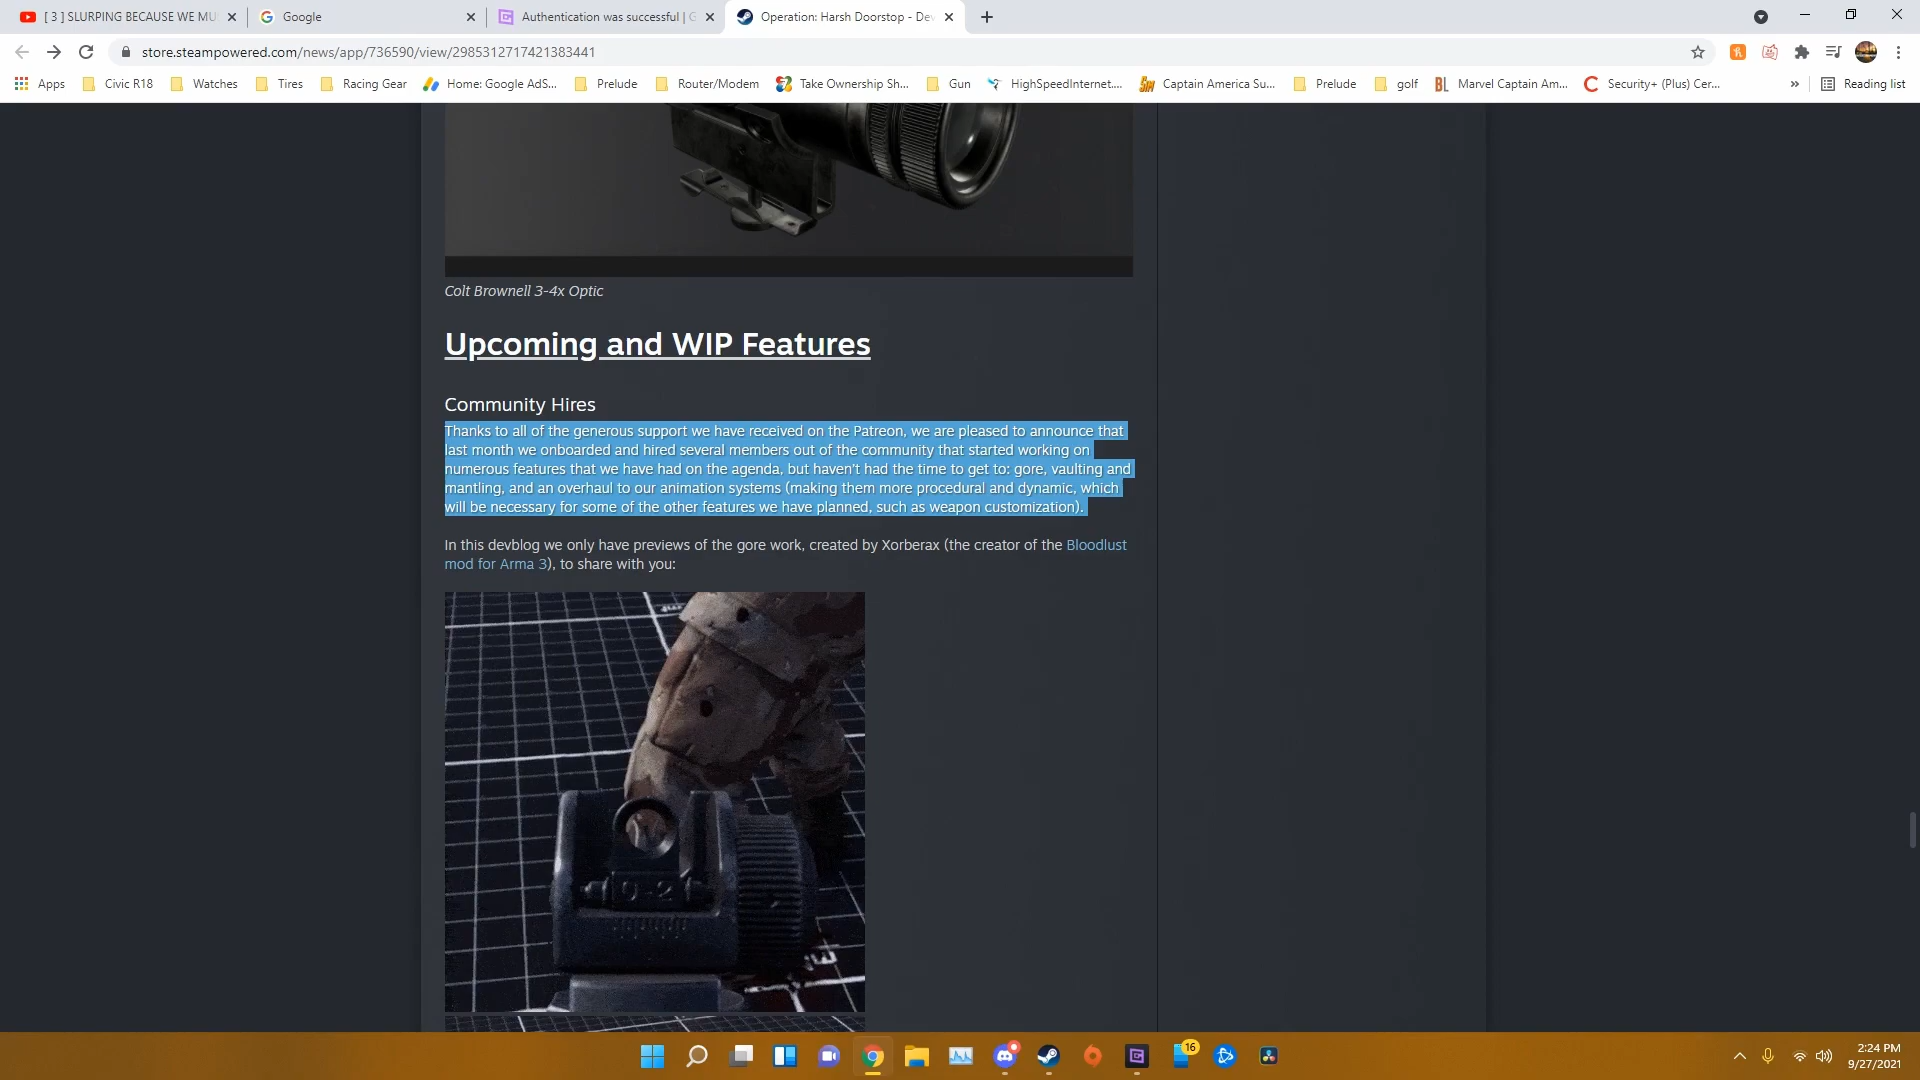 [ 3 ] SLURPING BECAUSE WE MU
Google
Authentication was successful | G
Operation: Harsh Doorstop - Dev
store.steampowered.com/news/app/736590/view/2985312717421383441
Apps
Civic R18
Watches
Tires
Racing Gear
Home: Google AdS...
Prelude
Router/Modem
Take Ownership Sh...
Gun
HighSpeedInternet....
Captain America Su...
Prelude
golf
BL
Marvel Captain Am...
Security+ (Plus) Cer...
»
Reading list
Colt Brownell 3-4x Optic
Upcoming and WIP Features
Community Hires
Thanks to all of the generous support we have received on the Patreon, we are pleased to announce that
last month we onboarded and hired several members out of the community that started working on
numerous features that we have had on the agenda, but haven't had the time to get to: gore, vaulting and
mantling, and an overhaul to our animation systems (making them more procedural and dynamic, which
will be necessary for some of the other features we have planned, such as weapon customization).
In this devblog we only have previews of the gore work, created by Xorberax (the creator of the Bloodlust
mod for Arma 3), to share with you:
9-2
16
2:24 PM
9/27/2021